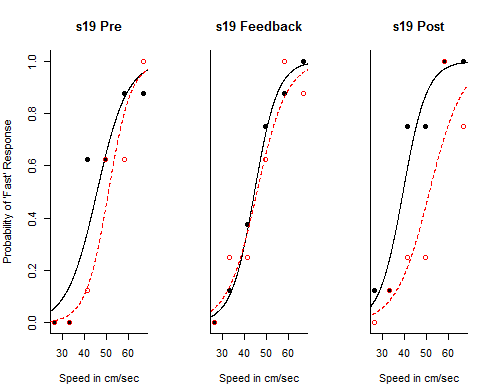 s19 Pre
s19 Feedback
s19 Post
Probability of 'Fast' Response
0.0 0.2 0.4 0.6 0.8 1.0
30 40 50 60
30 40 50 60
30 40 50 60
Speed in cm/sec
Speed in cm/sec
Speed in cm/sec